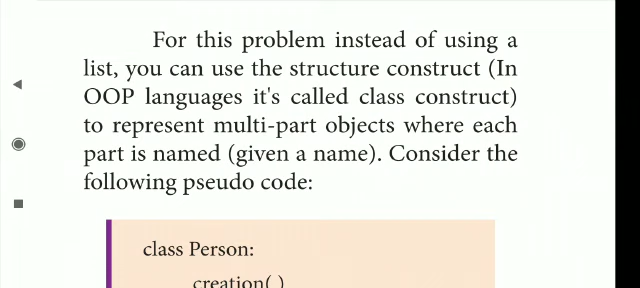 For this problem instead of using a
list, you can use the structure construct (In
OOP languages it's called class construct)
to represent multi-part objects where each
part is named (given a name). Consider the
following pseudo code:
class Person:
creation( )